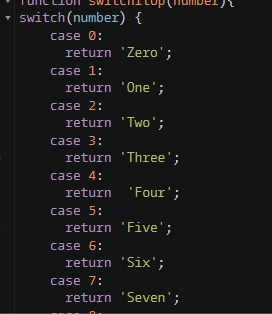 function switchItUp(number){
switch(number) {
case 0:
return 'Zero';
case 1:
return 'One';
case 2:
return 'Two';
case 3:
return 'Three';
case 4:
return  'Four';
case 5:
return 'Five';
case 6:
return 'Six';
case 7:
return 'Seven';